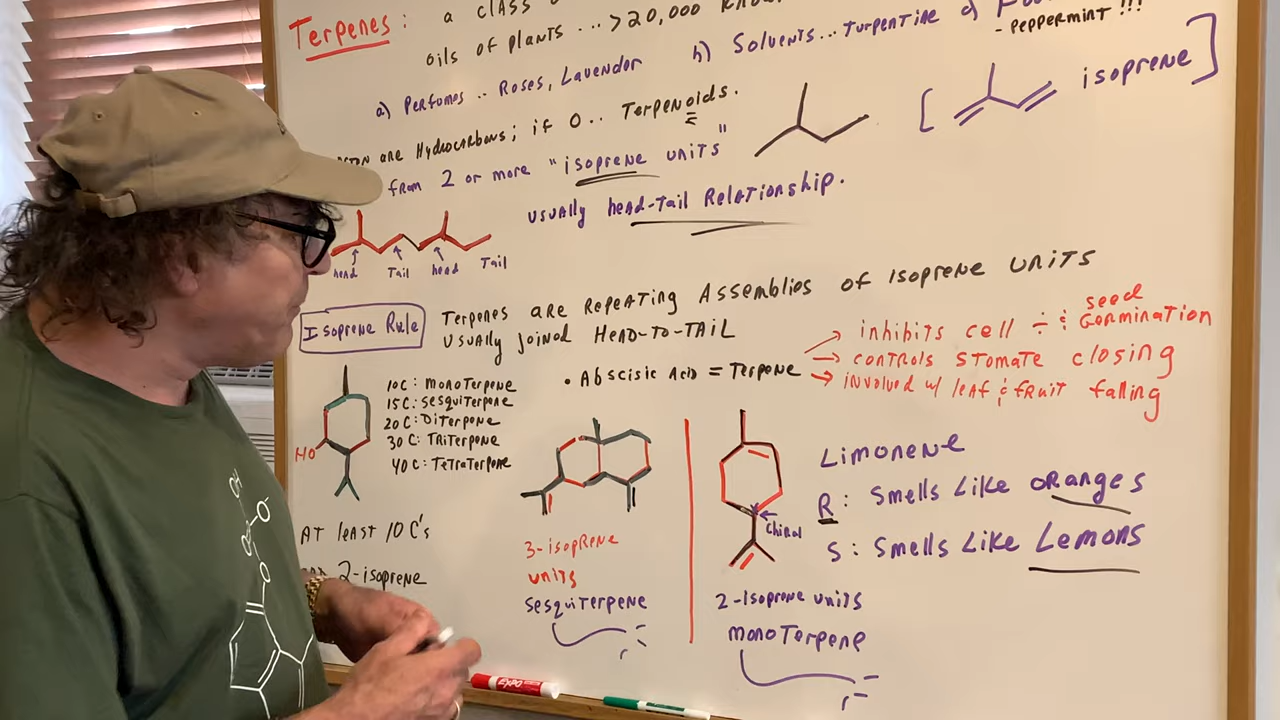 Terpenes: a class
oils of plants ... >20,000
a) Perfumes .. Roses, Lavendor
b) Solvents... Turpentine
- PEPPERMINT!!!
are Hydrocarbons; if O.. Terpenoids.
from 2 or more "isoprene units"
[ isoprene ]
usually head-tail Relationship.
head Tail head Tail
Isoprene Rule
Terpenes are Repeating Assemblies of Isoprene Units
usually joined Head-to-Tail
• Abscisic Acid = Terpene
inhibits cell ÷ & seed Germination
controls stomate closing
involved w/ leaf & fruit falling
HO
10C: monoTerpene
15C: sesquiterpene
20C: Diterpene
30C: Triterpene
40C: Tetraterpene
AT least 10 C's
2-isoprene
3-isoprene
units
sesquiterpene
chiral
2-Isoprene units
monoTerpene
Limonene
R: Smells Like oranges
S: Smells Like Lemons
EXPO